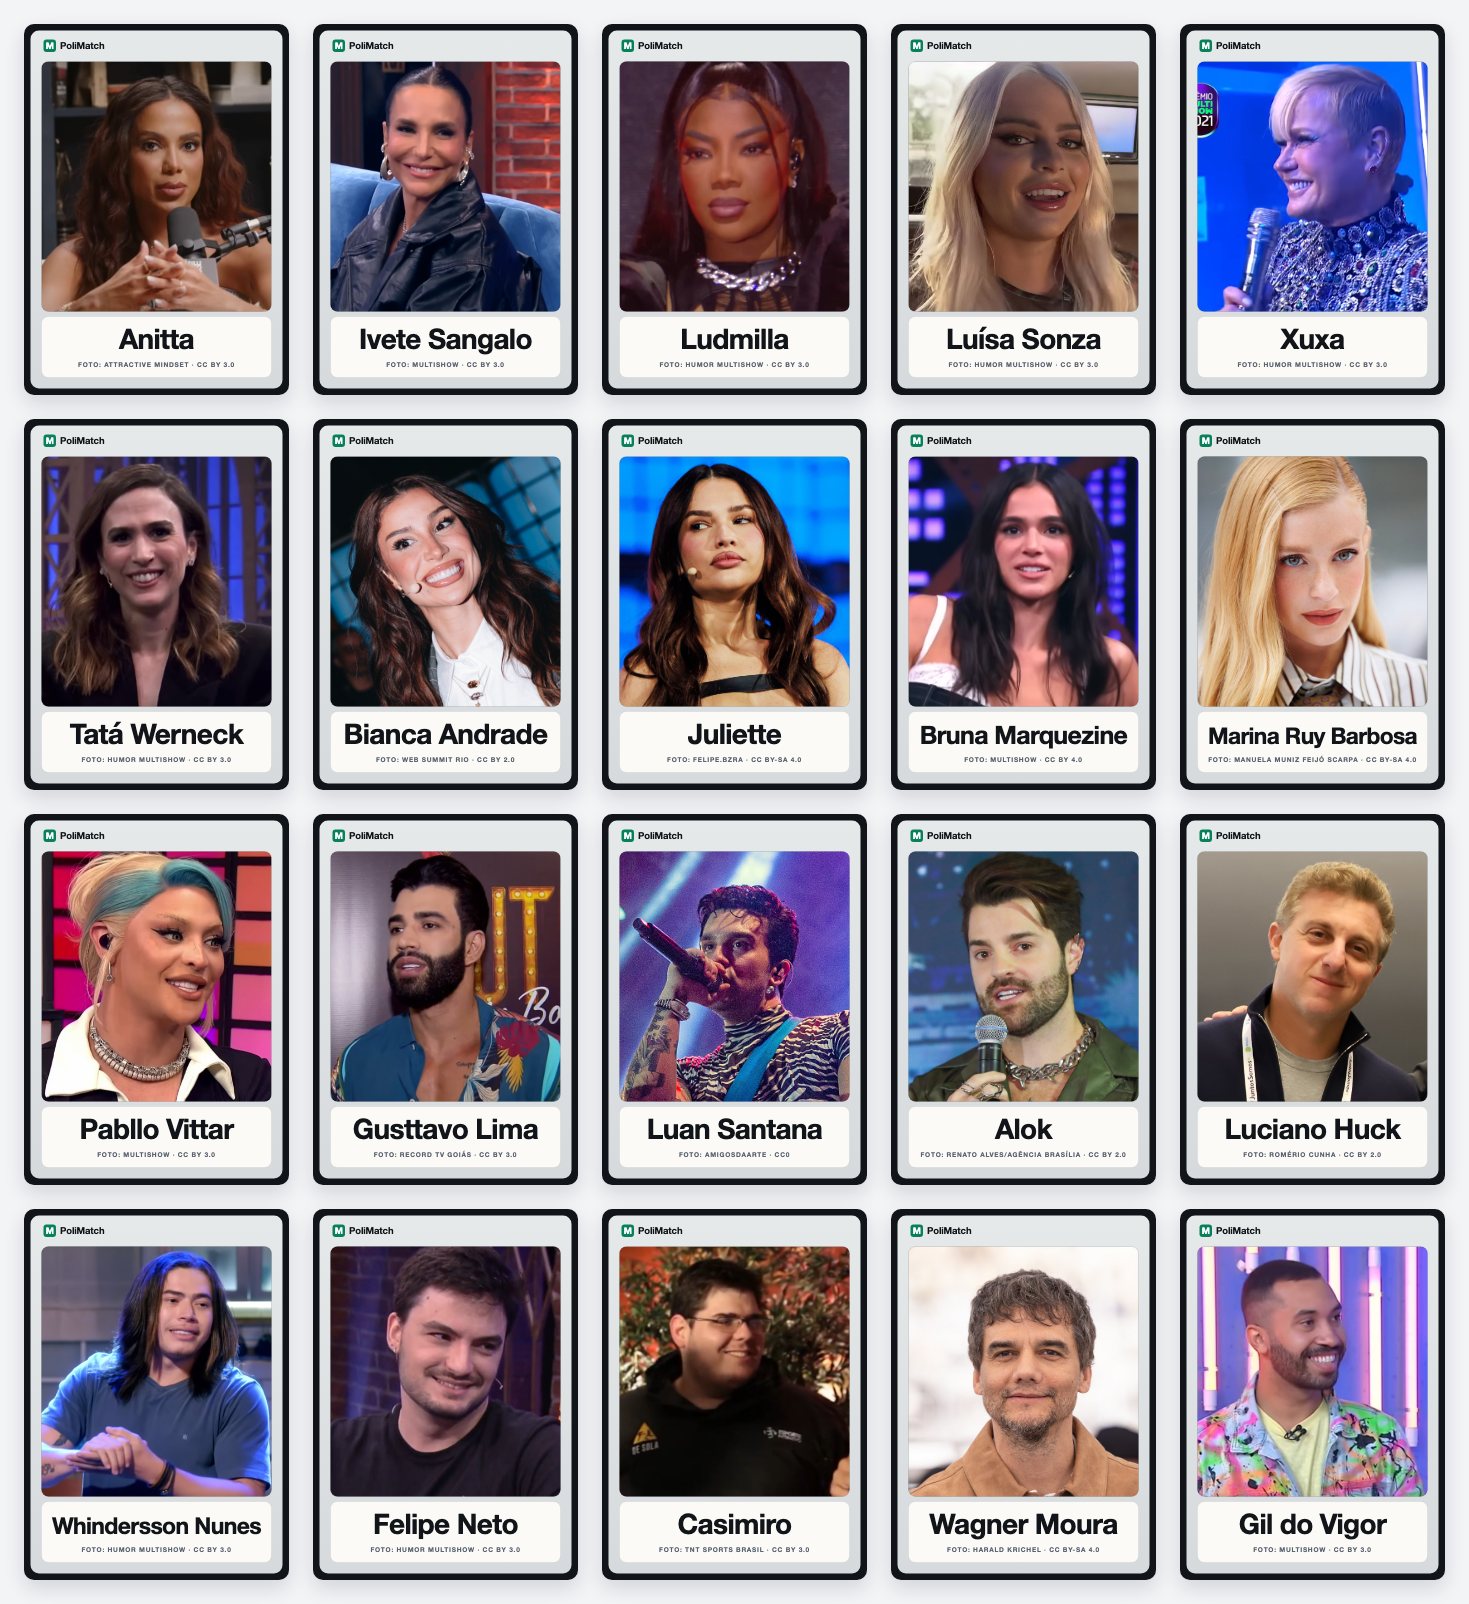 PoliMatch
Anitta
FOTO: ATTRACTIVE MINDSET · CC BY 3.0
PoliMatch
Ivete Sangalo
FOTO: MULTISHOW · CC BY 3.0
PoliMatch
Ludmilla
FOTO: HUMOR MULTISHOW · CC BY 3.0
PoliMatch
Luísa Sonza
FOTO: HUMOR MULTISHOW · CC BY 3.0
PoliMatch
Xuxa
FOTO: HUMOR MULTISHOW · CC BY 3.0
PoliMatch
Tatá Werneck
FOTO: HUMOR MULTISHOW · CC BY 3.0
PoliMatch
Bianca Andrade
FOTO: WEB SUMMIT RIO · CC BY 2.0
PoliMatch
Juliette
FOTO: FELIPE.BZRA · CC BY-SA 4.0
PoliMatch
Bruna Marquezine
FOTO: MULTISHOW · CC BY 4.0
PoliMatch
Marina Ruy Barbosa
FOTO: MANUELA MUNIZ FEIJÓ SCARPA · CC BY-SA 4.0
PoliMatch
Pabllo Vittar
FOTO: MULTISHOW · CC BY 3.0
PoliMatch
UT
Bo
Gusttavo Lima
FOTO: RECORD TV GOIÁS · CC BY 3.0
PoliMatch
Luan Santana
FOTO: AMIGOSDAARTE · CC0
PoliMatch
Alok
FOTO: RENATO ALVES/AGÊNCIA BRASÍLIA · CC BY 2.0
PoliMatch
Luciano Huck
FOTO: ROMÉRIO CUNHA · CC BY 2.0
PoliMatch
Whindersson Nunes
FOTO: HUMOR MULTISHOW · CC BY 3.0
PoliMatch
Felipe Neto
FOTO: HUMOR MULTISHOW · CC BY 3.0
PoliMatch
DE SOLA
Casimiro
FOTO: TNT SPORTS BRASIL · CC BY 3.0
PoliMatch
Wagner Moura
FOTO: HARALD KRICHEL · CC BY-SA 4.0
PoliMatch
Gil do Vigor
FOTO: MULTISHOW · CC BY 3.0